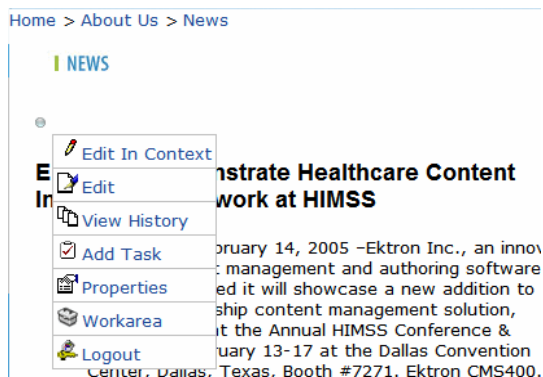 Home > About Us > News
NEWS
Edit In Context
Edit
View History
Add Task
Properties
Workarea
Logout
E nstrate Healthcare Content
In work at HIMSS
bruary 14, 2005 –Ektron Inc., an innov
t management and authoring software
ed it will showcase a new addition to
ship content management solution,
at the Annual HIMSS Conference &
ruary 13-17 at the Dallas Convention
Center, Dallas, Texas, Booth #7271. Ektron CMS400.